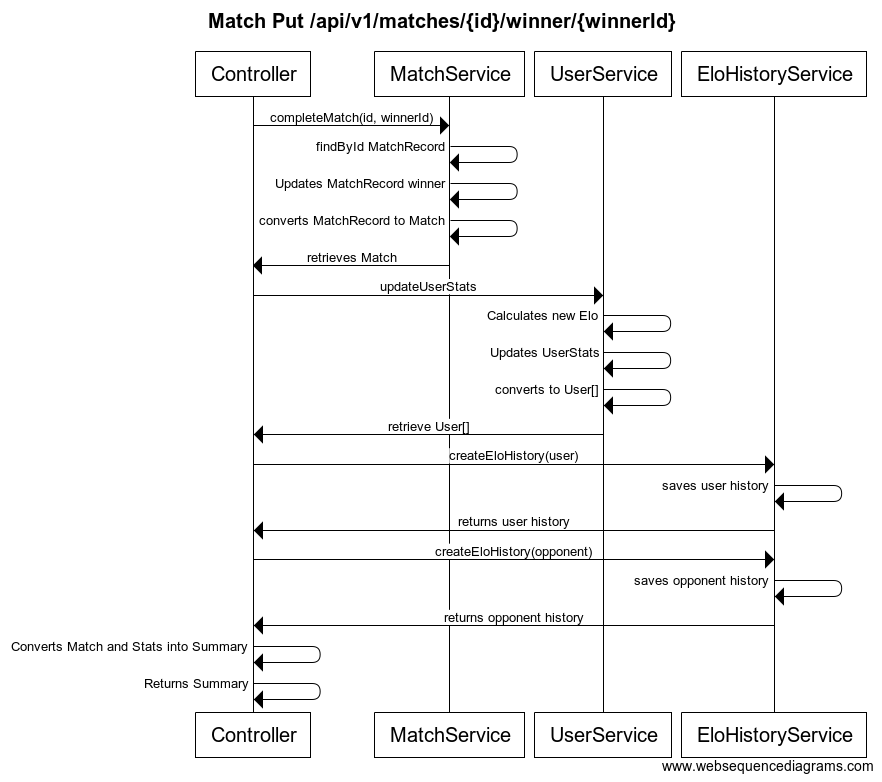 Match Put /api/v1/matches/{id}/winner/{winnerId}
Controller
MatchService
UserService
EloHistoryService
completeMatch(id, winnerId)
findById MatchRecord
Updates MatchRecord winner
converts MatchRecord to Match
retrieves Match
updateUserStats
Calculates new Elo
Updates UserStats
converts to User[]
retrieve User[]
createEloHistory(user)
saves user history
returns user history
createEloHistory(opponent)
saves opponent history
returns opponent history
Converts Match and Stats into Summary
Returns Summary
Controller
MatchService
UserService
EloHistoryService
www.websequencediagrams.com